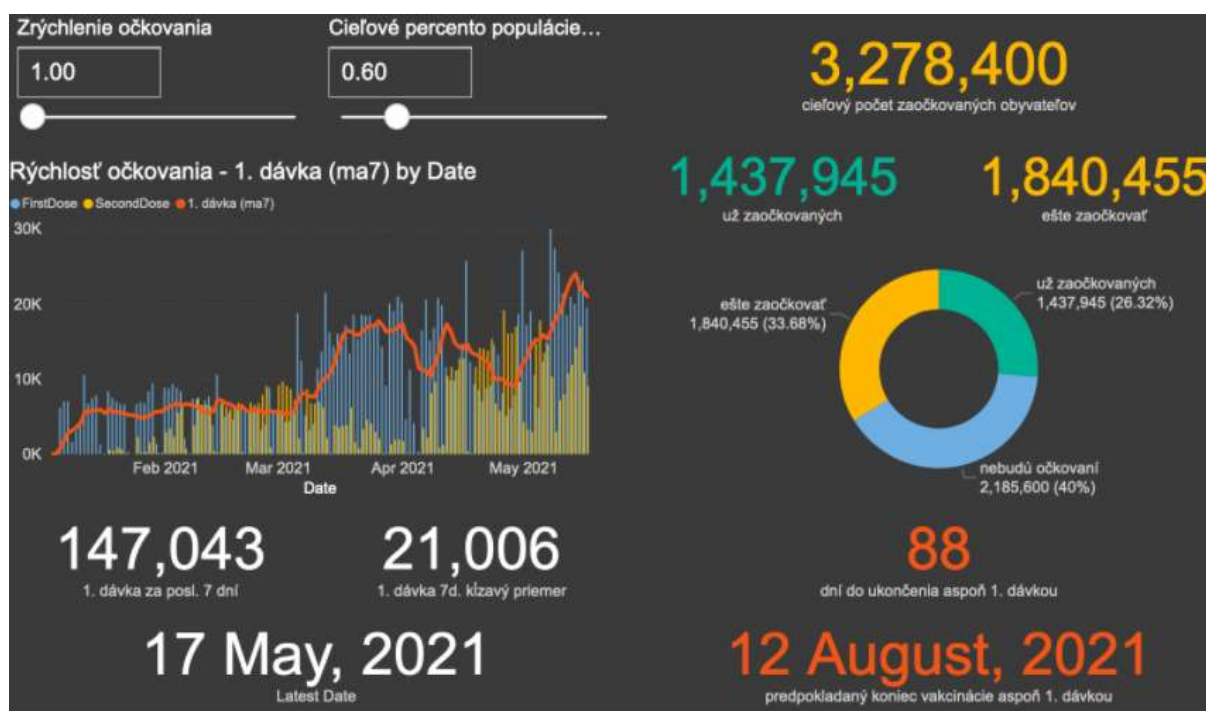 Zrýchlenie očkovania
1.00
Cieľové percento populácie...
0.60
3,278,400
cieľový počet zaočkovaných obyvateľov
1,437,945
už zaočkovaných
1,840,455
ešte zaočkovať
Rýchlosť očkovania - 1. dávka (ma7) by Date
FirstDose SecondDose 1. dávka (ma7)
30K
20K
10K
0K
Feb 2021 Mar 2021 Apr 2021 May 2021
Date
ešte zaočkovať
1,840,455 (33.68%)
už zaočkovaných
1,437,945 (26.32%)
nebudú očkovaní
2,185,600 (40%)
147,043
1. dávka za posl. 7 dní
21,006
1. dávka 7d. kĺzavý priemer
88
dní do ukončenia aspoň 1. dávkou
17 May, 2021
Latest Date
12 August, 2021
predpokladaný koniec vakcinácie aspoň 1. dávkou